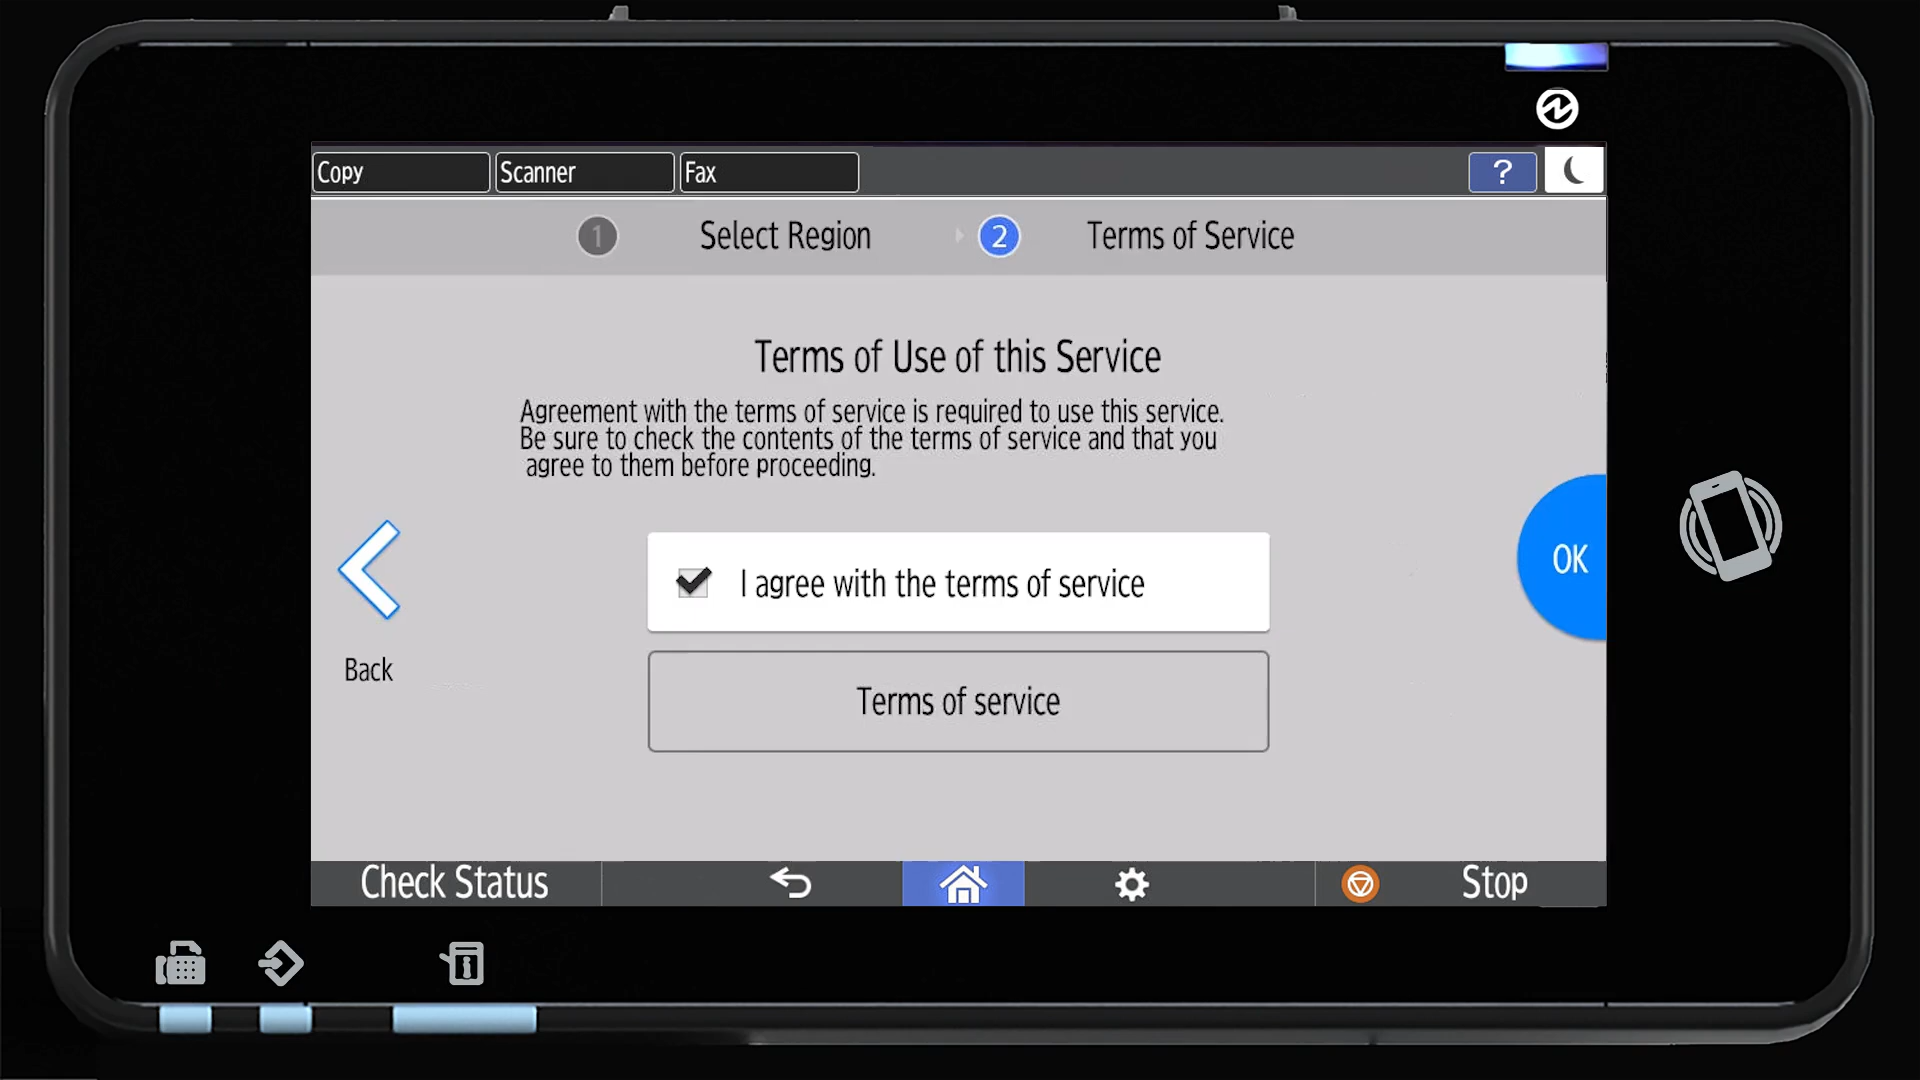 Copy
Scanner
Fax
?
1
Select Region
2
Terms of Service
Terms of Use of this Service
Agreement with the terms of service is required to use this service.
Be sure to check the contents of the terms of service and that you
agree to them before proceeding.
I agree with the terms of service
OK
Back
Terms of service
Check Status
Stop